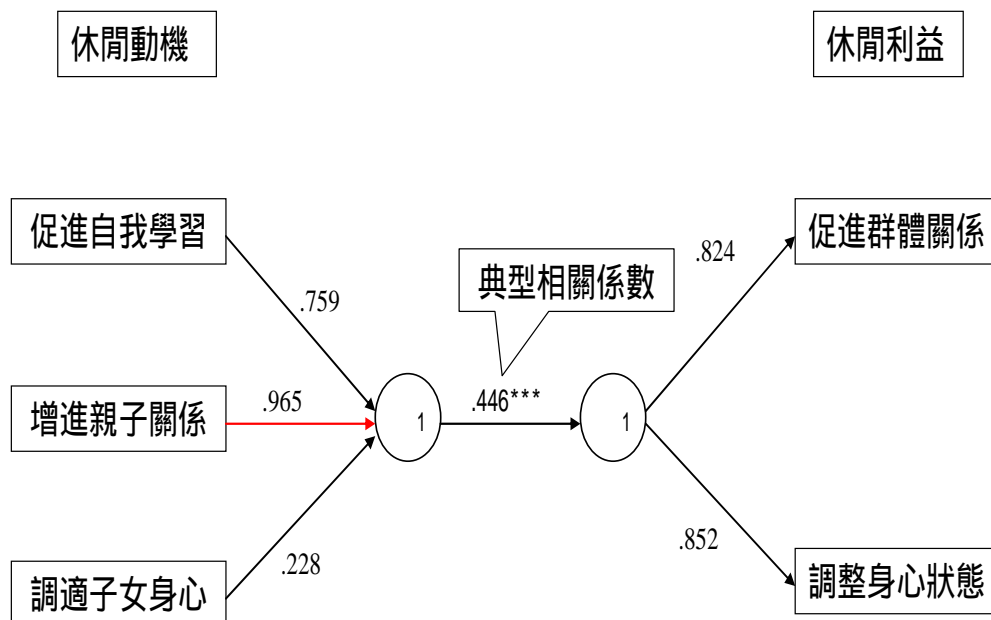 休閒動機
休閒利益
促進自我學習
促進群體關係
.824
典型相關係數
.759
增進親子關係
.965
1
.446***
1
.852
.228
調適子女身心
調整身心狀態